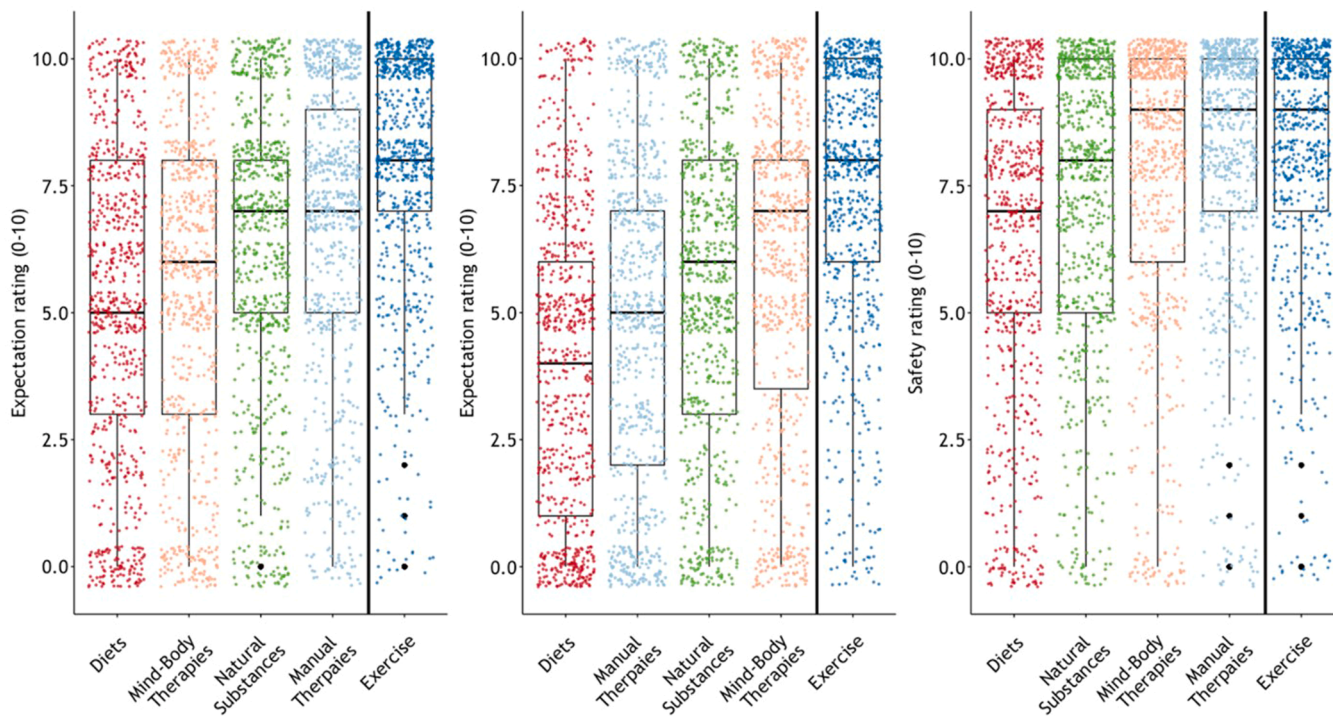 Expectation rating (0-10)
10.0
7.5
5.0
2.5
0.0
Diets
Mind-Body
Therapies
Natural
Substances
Manual
Therpaies
Exercise
Expectation rating (0-10)
10.0
7.5
5.0
2.5
0.0
Diets
Manual
Therpaies
Natural
Substances
Mind-Body
Therapies
Exercise
Safety rating (0-10)
10.0
7.5
5.0
2.5
0.0
Diets
Natural
Substances
Mind-Body
Therapies
Manual
Therpaies
Exercise